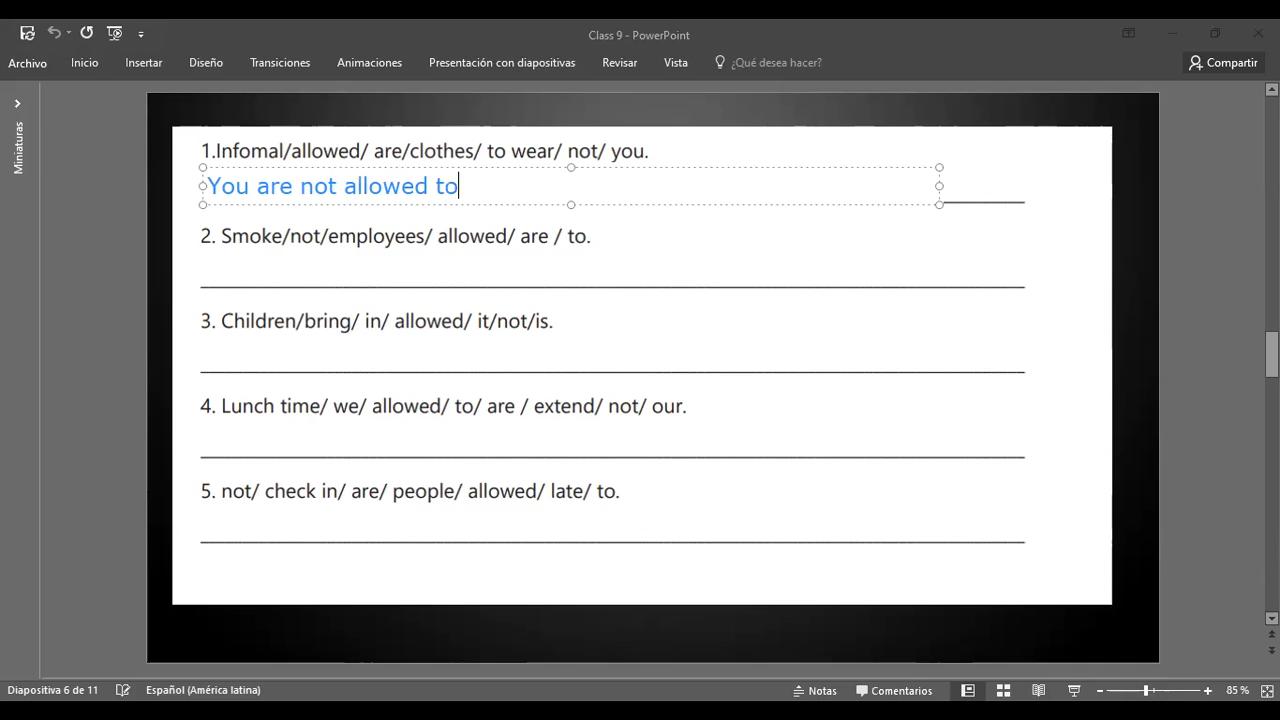 Class 9 - PowerPoint
Archivo Inicio Insertar Diseño Transiciones Animaciones Presentación con diapositivas Revisar Vista ¿Qué desea hacer? Compartir
Miniaturas
1.Infomal/allowed/ are/clothes/ to wear/ not/ you.
You are not allowed to
2. Smoke/not/employees/ allowed/ are / to.
3. Children/bring/ in/ allowed/ it/not/is.
4. Lunch time/ we/ allowed/ to/ are / extend/ not/ our.
5. not/ check in/ are/ people/ allowed/ late/ to.
Diapositiva 6 de 11 Español (América latina) Notas Comentarios 85 %